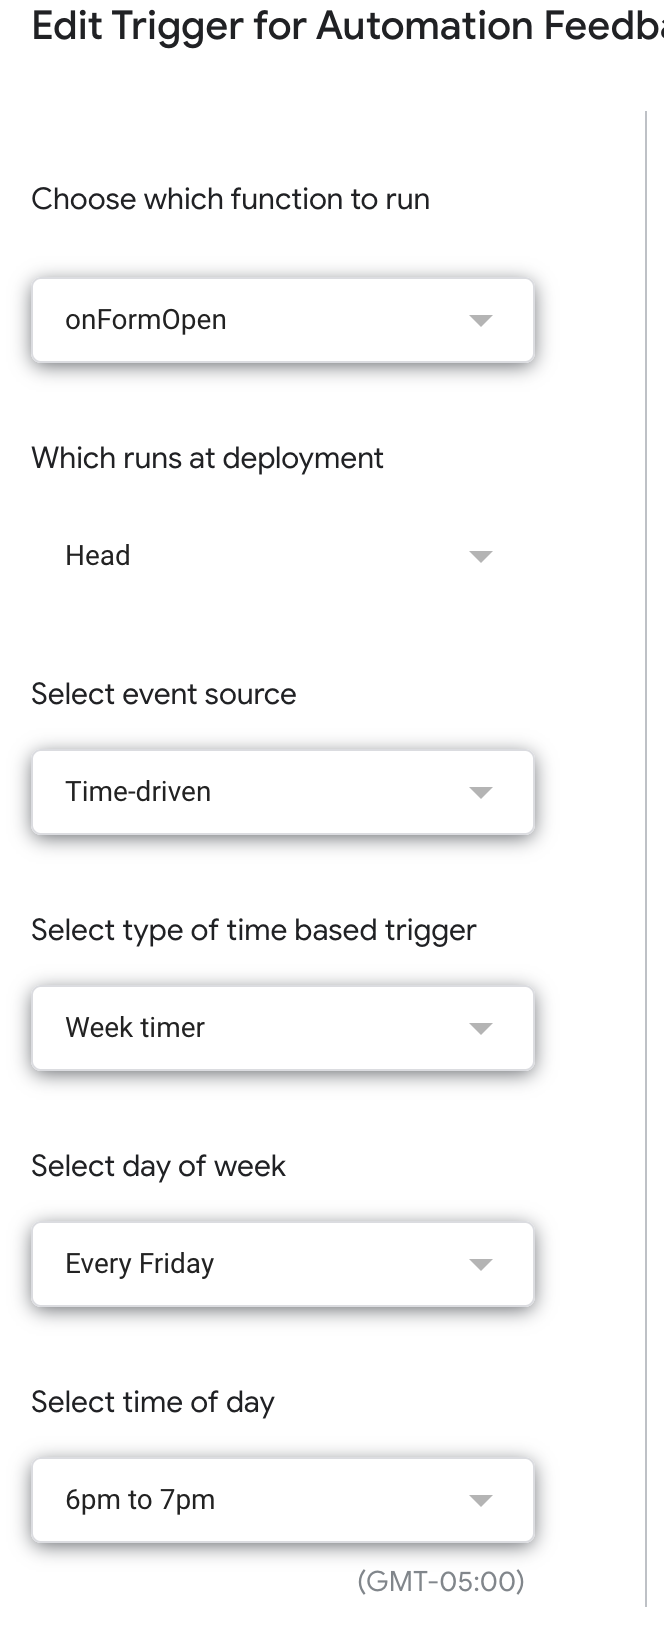 Edit Trigger for Automation Feedba
Choose which function to run
onFormOpen
Which runs at deployment
Head
Select event source
Time-driven
Select type of time based trigger
Week timer
Select day of week
Every Friday
Select time of day
6pm to 7pm
(GMT-05:00)